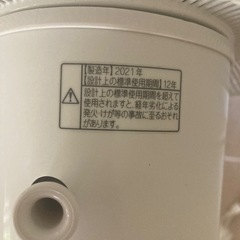 【製造年】2021年
【設計上の標準使用期間】12年
設計上の標準使用期間を超えて
使用されますと、経年劣化による
発火・けが等の事故に至るおそれ
があります。